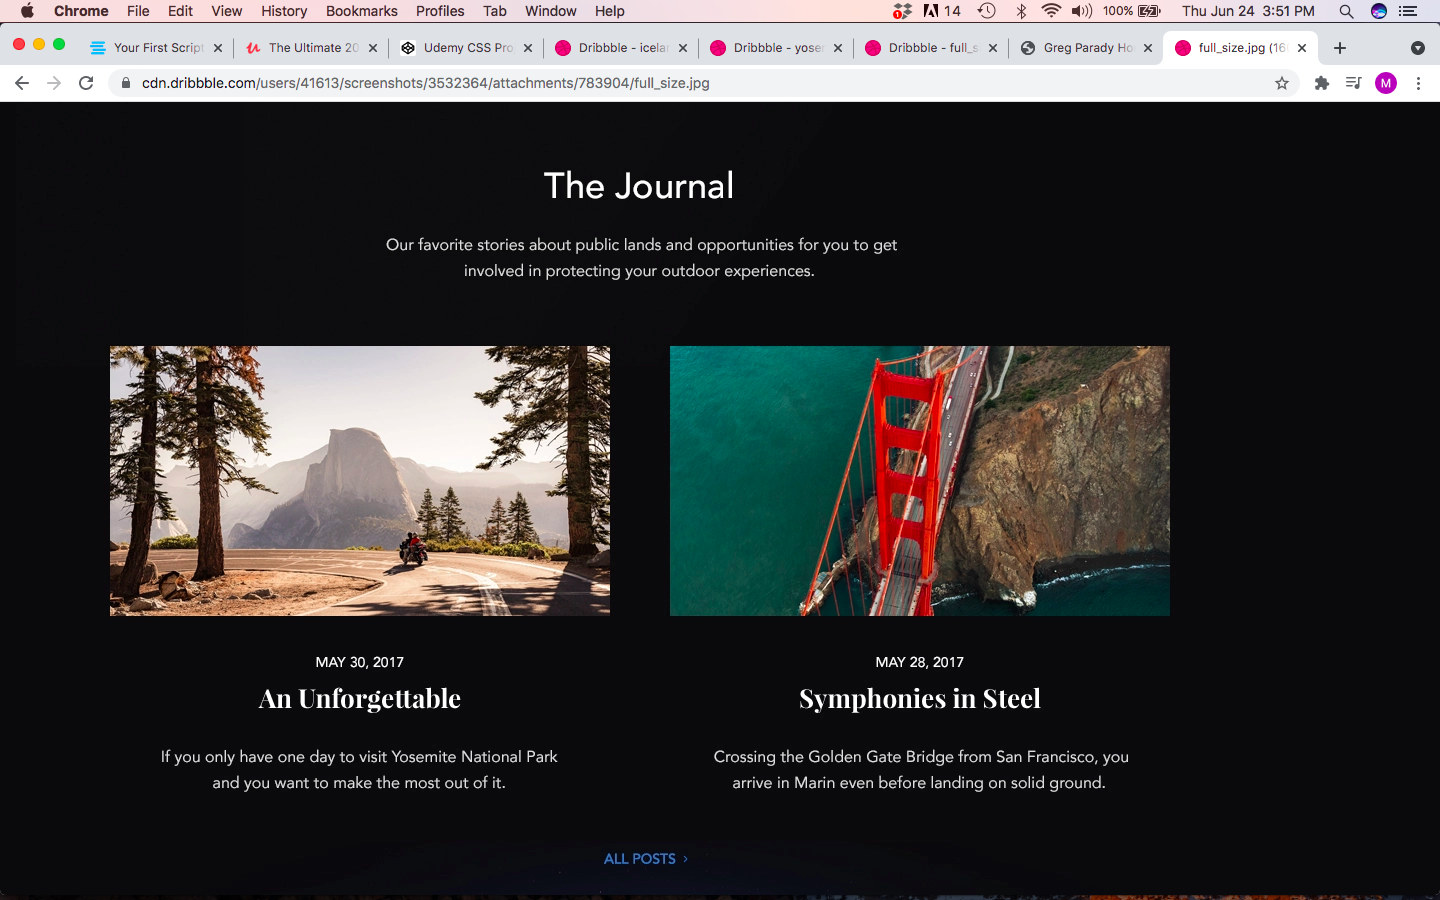 Chrome File Edit View History Bookmarks Profiles Tab Window Help 1 14 100% Thu Jun 24 3:51 PM
Your First Script The Ultimate 20 Udemy CSS Pro Dribbble - icelan Dribbble - yosem Dribbble - full_s Greg Parady Ho full_size.jpg (16
cdn.dribbble.com/users/41613/screenshots/3532364/attachments/783904/full_size.jpg M
The Journal
Our favorite stories about public lands and opportunities for you to get
involved in protecting your outdoor experiences.
MAY 30, 2017
An Unforgettable
If you only have one day to visit Yosemite National Park
and you want to make the most out of it.
MAY 28, 2017
Symphonies in Steel
Crossing the Golden Gate Bridge from San Francisco, you
arrive in Marin even before landing on solid ground.
ALL POSTS >